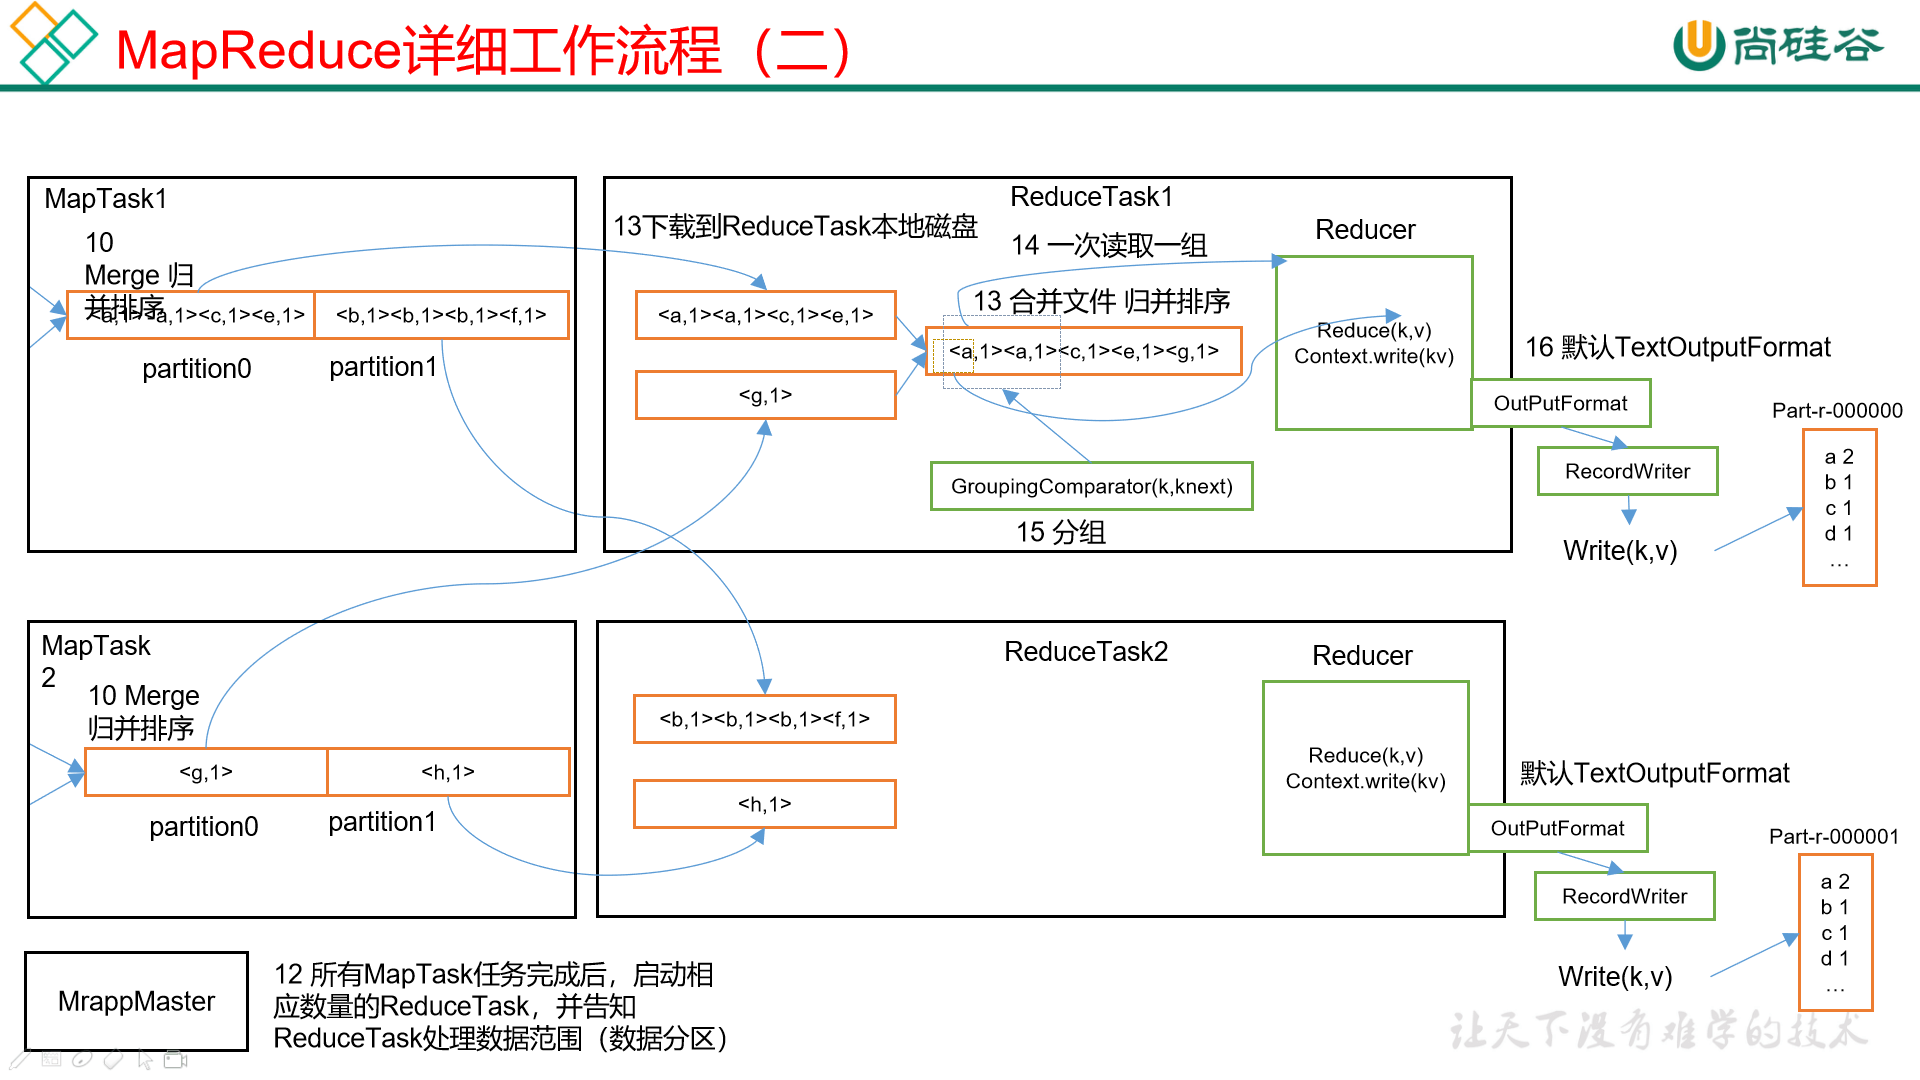 MapReduce详细工作流程（二）
尚硅谷
MapTask1
10
Merge 归
并排序
<a,1><a,1><c,1><e,1>
<b,1><b,1><b,1><f,1>
partition0
partition1
ReduceTask1
13下载到ReduceTask本地磁盘
14 一次读取一组
Reducer
<a,1><a,1><c,1><e,1>
13 合并文件 归并排序
<g,1>
<a,1><a,1><c,1><e,1><g,1>
Reduce(k,v)
Context.write(kv)
GroupingComparator(k,knext)
15 分组
16 默认TextOutputFormat
OutPutFormat
RecordWriter
Write(k,v)
Part-r-000000
a 2
b 1
c 1
d 1
…
MapTask
2
10 Merge
归并排序
<g,1>
<h,1>
partition0
partition1
ReduceTask2
Reducer
<b,1><b,1><b,1><f,1>
<h,1>
Reduce(k,v)
Context.write(kv)
默认TextOutputFormat
OutPutFormat
RecordWriter
Write(k,v)
Part-r-000001
a 2
b 1
c 1
d 1
…
MrappMaster
12 所有MapTask任务完成后，启动相
应数量的ReduceTask，并告知
ReduceTask处理数据范围（数据分区）
让天下没有难学的技术